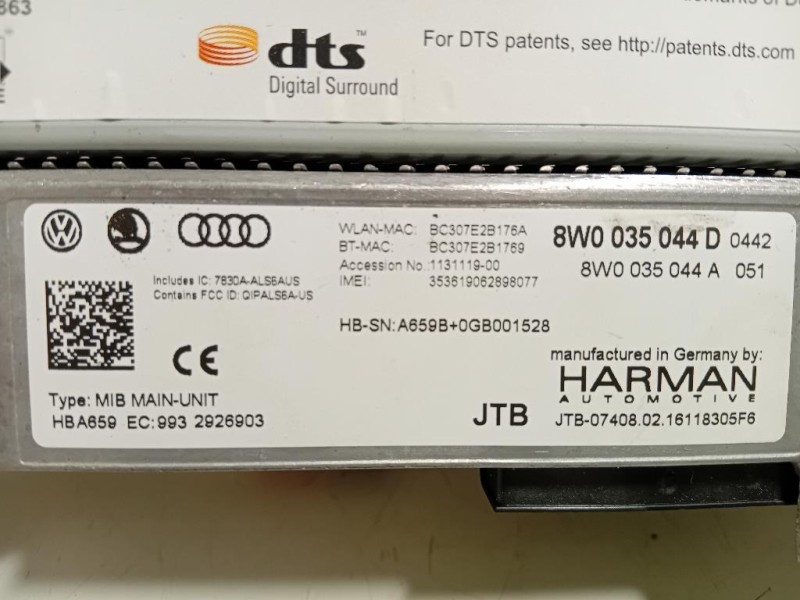 863
For DTS patents, see http://patents.dts.com
dts™
Digital Surround
WLAN-MAC: BC307E2B176A
BT-MAC: BC307E2B1769
Accession No.: 1131119-00
IMEI: 353619062898077
8W0 035 044 D 0442
8W0 035 044 A 051
Includes IC: 7830A-ALS6AUS
Contains FCC ID: QIPALS6A-US
HB-SN: A659B+0GB001528
CE
manufactured in Germany by:
HARMAN
AUTOMOTIVE
Type: MIB MAIN-UNIT
HBA659 EC: 993 2926903
JTB
JTB-07408.02.16118305F6